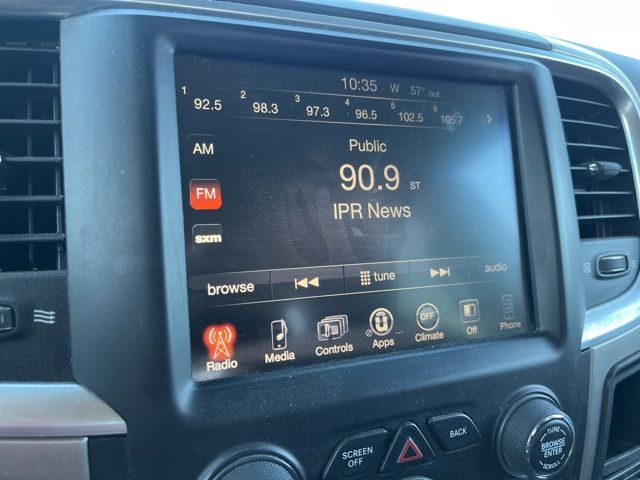 10:35 W 57° out.
1 92.5 2 98.3 3 97.3 4 96.5 5 102.5 6 105.7
AM
Public
FM
90.9 ST
IPR News
sxm
browse tune audio
Radio Media Controls Apps OFF Climate Off Phone
SCREEN OFF
BACK
TUNE
BROWSE
ENTER
SCROLL